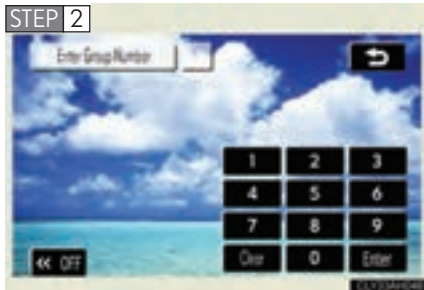 STEP 2
Enter Group Number
1 2 3
4 5 6
7 8 9
« OFF Clear 0 Enter